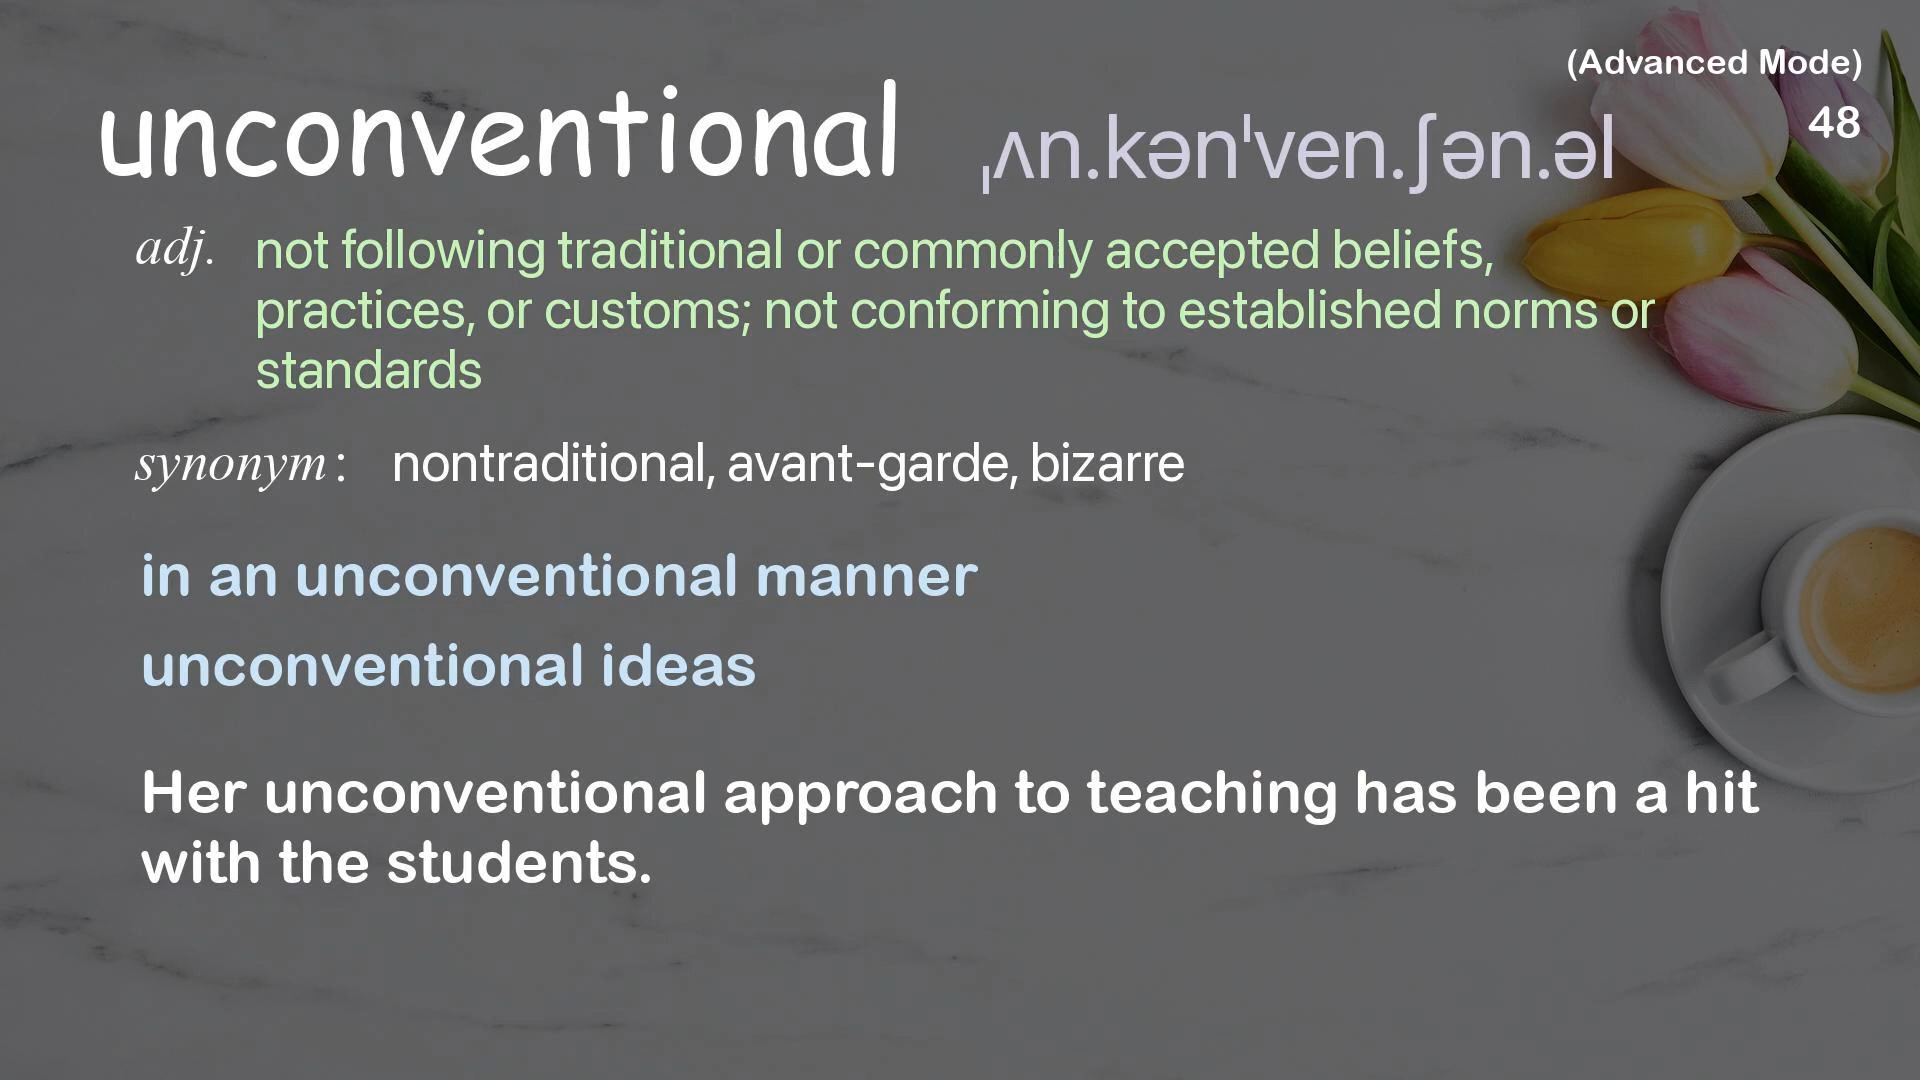 (Advanced Mode)
unconventional ˌʌn.kənˈven.ʃən.əl 48
adj. not following traditional or commonly accepted beliefs,
practices, or customs; not conforming to established norms or
standards
synonym: nontraditional, avant-garde, bizarre
in an unconventional manner
unconventional ideas
Her unconventional approach to teaching has been a hit
with the students.